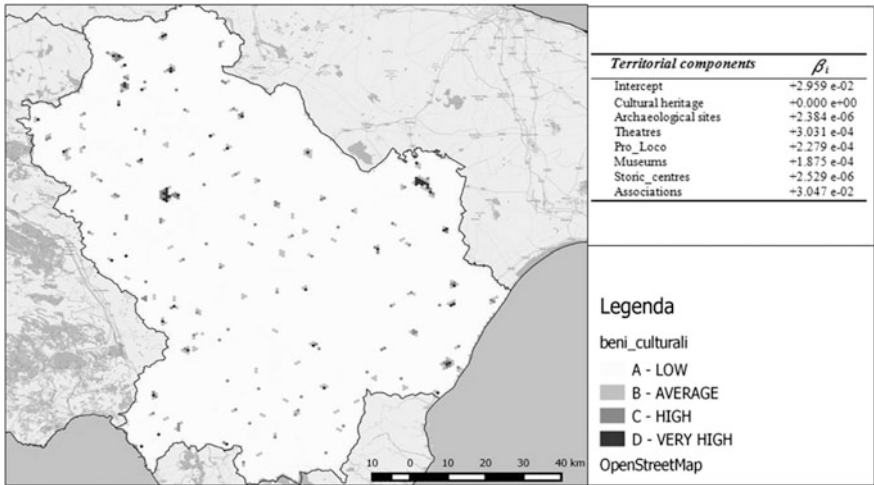 Territorial components βi
Intercept +2.959 e-02
Cultural heritage +0.000 e+00
Archaeological sites +2.384 e-06
Theatres +3.031 e-04
Pro_Loco +2.279 e-04
Museums +1.875 e-04
Storic_centres +2.529 e-06
Associations +3.047 e-02
Legenda
beni_culturali
A - LOW
B - AVERAGE
C - HIGH
D - VERY HIGH
OpenStreetMap
10 0 10 20 30 40 km